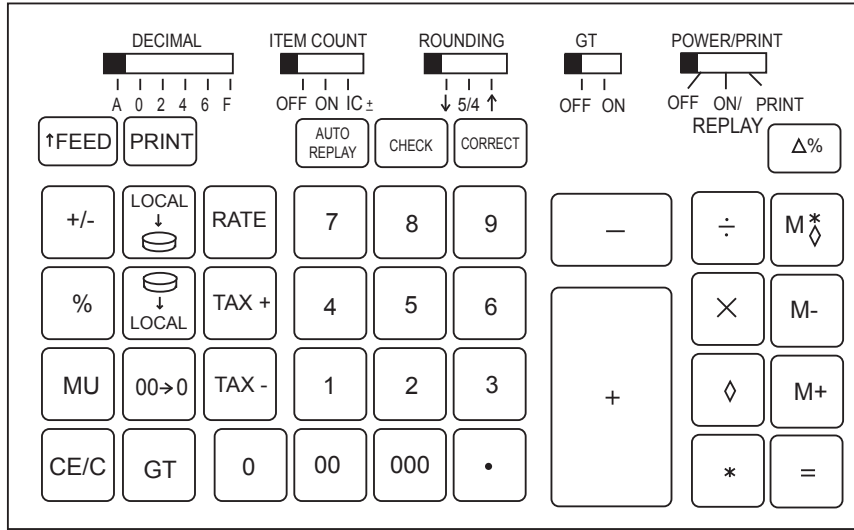 DECIMAL ITEM COUNT ROUNDING GT POWER/PRINT
A 0 2 4 6 F OFF ON IC ± ↓ 5/4 ↑ OFF ON OFF ON/ PRINT
REPLAY
↑FEED PRINT AUTO REPLAY CHECK CORRECT Δ%
+/- LOCAL ↓ RATE 7 8 9 – ÷ M*◊
% ↓ LOCAL TAX + 4 5 6 × M-
MU 00→0 TAX - 1 2 3 + ◊ M+
CE/C GT 0 00 000 • * =